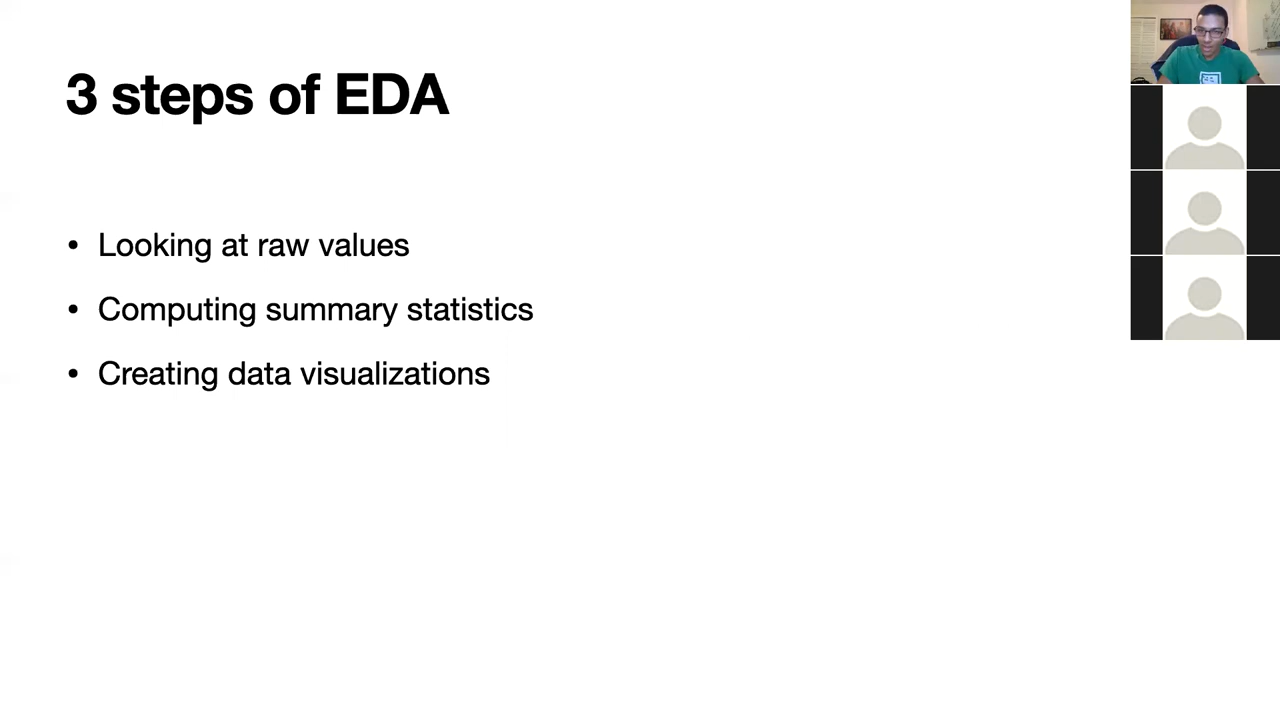 3 steps of EDA
• Looking at raw values
• Computing summary statistics
• Creating data visualizations